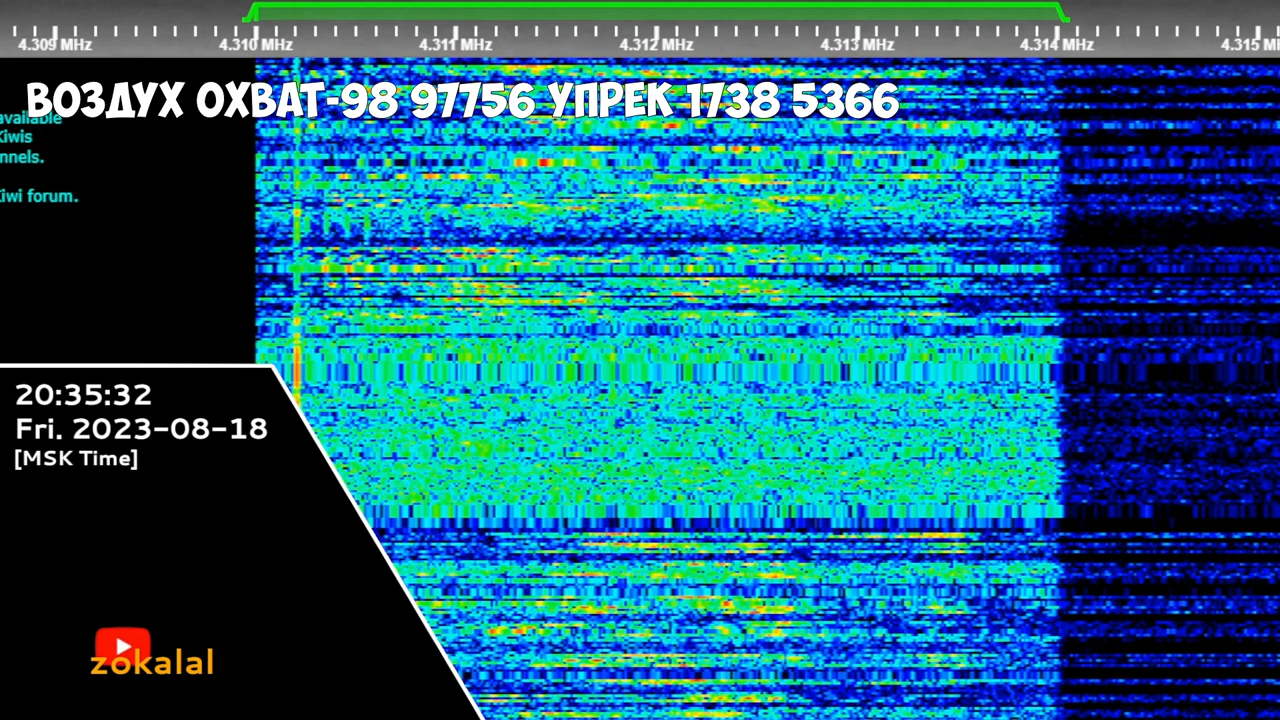 4.309 MHz 4.310 MHz 4.311 MHz 4.312 MHz 4.313 MHz 4.314 MHz 4.315
ВОЗДУХ ОХВАТ-98 97756 УПРЕК 1738 5366
available
Kiwis
nnels.
Kiwi forum.
20:35:32
Fri. 2023-08-18
[MSK Time]
zokalal